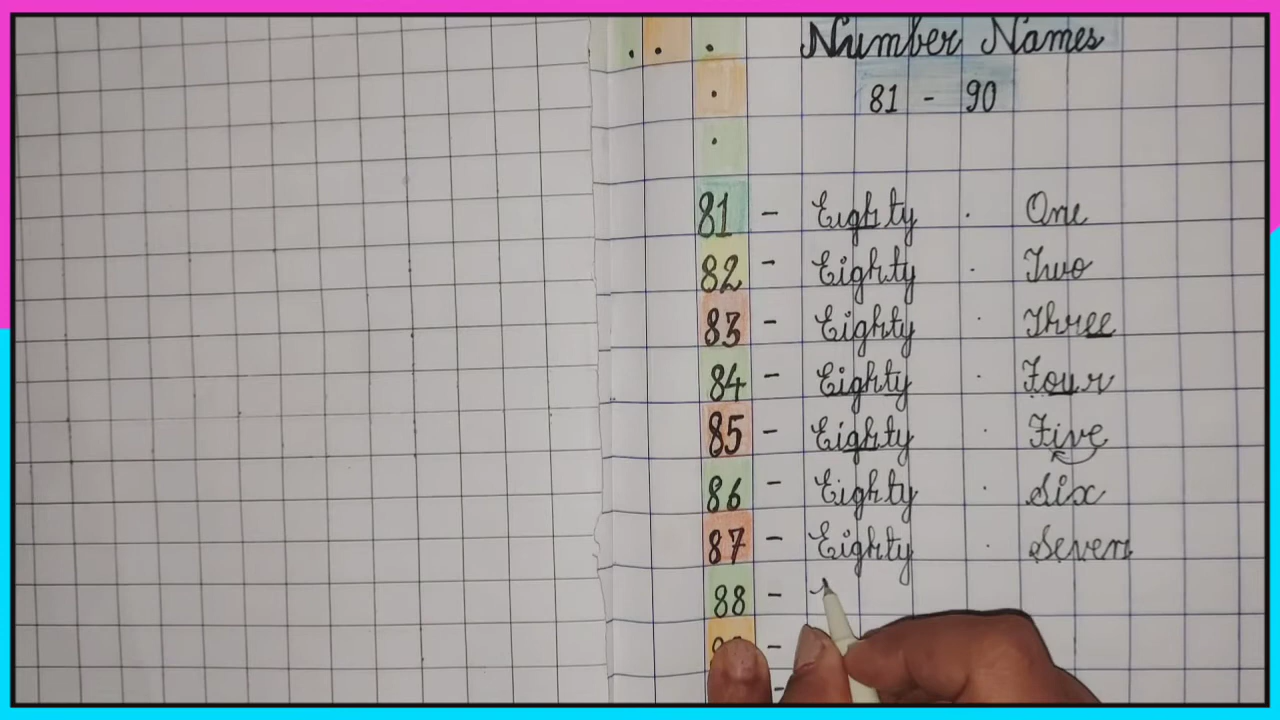 Number Names
81 - 90
81 - Eighty . One
82 - Eighty . Two
83 - Eighty . Three
84 - Eighty . Four
85 - Eighty . Five
86 - Eighty . Six
87 - Eighty . Seven
88 -